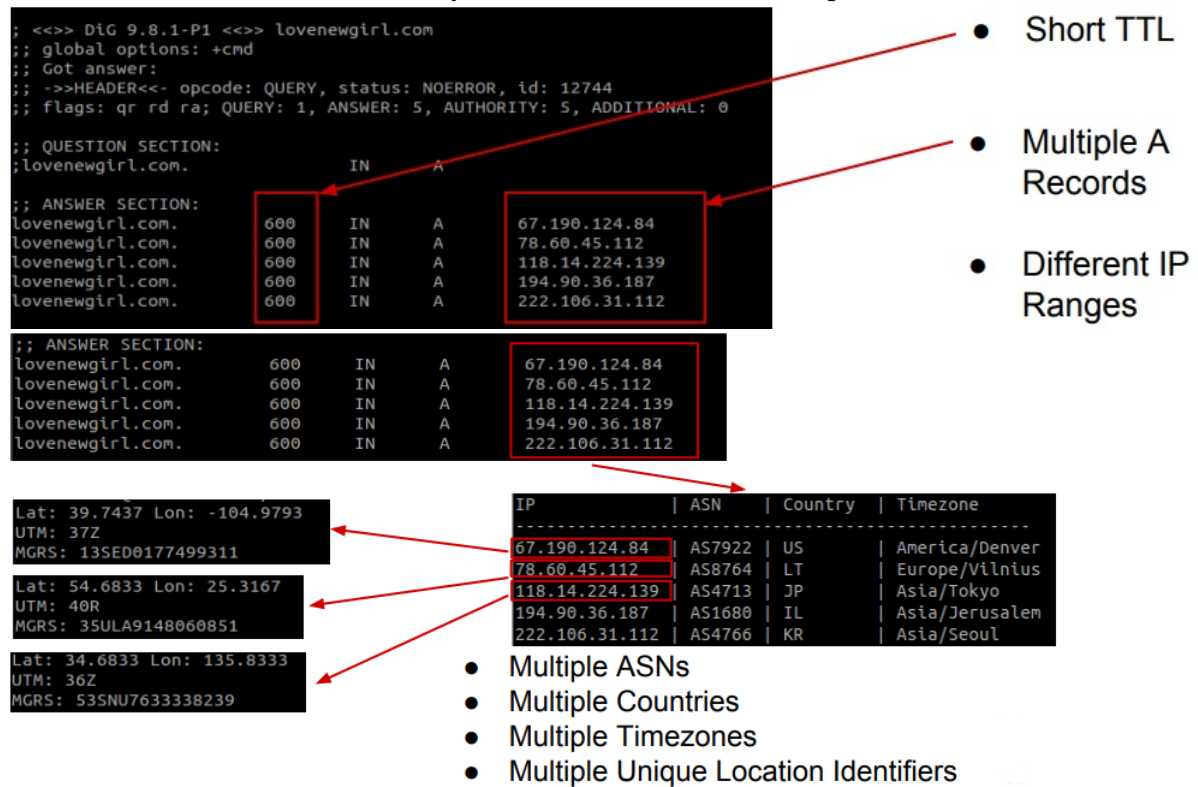 ; <<>> DiG 9.8.1-P1 <<>> lovenewgirl.com
;; global options: +cmd
;; Got answer:
;; ->>HEADER<<- opcode: QUERY, status: NOERROR, id: 12744
;; flags: qr rd ra; QUERY: 1, ANSWER: 5, AUTHORITY: 5, ADDITIONAL: 0
;; QUESTION SECTION:
;lovenewgirl.com. IN A
;; ANSWER SECTION:
lovenewgirl.com. 600 IN A 67.190.124.84
lovenewgirl.com. 600 IN A 78.60.45.112
lovenewgirl.com. 600 IN A 118.14.224.139
lovenewgirl.com. 600 IN A 194.90.36.187
lovenewgirl.com. 600 IN A 222.106.31.112
● Short TTL
● Multiple A
Records
● Different IP
Ranges
;; ANSWER SECTION:
lovenewgirl.com. 600 IN A 67.190.124.84
lovenewgirl.com. 600 IN A 78.60.45.112
lovenewgirl.com. 600 IN A 118.14.224.139
lovenewgirl.com. 600 IN A 194.90.36.187
lovenewgirl.com. 600 IN A 222.106.31.112
Lat: 39.7437 Lon: -104.9793
UTM: 37Z
MGRS: 13SED0177499311
Lat: 54.6833 Lon: 25.3167
UTM: 40R
MGRS: 35ULA9148060851
Lat: 34.6833 Lon: 135.8333
UTM: 36Z
MGRS: 53SNU7633338239
IP | ASN | Country | Timezone
--------------------------------------------------
67.190.124.84 | AS7922 | US | America/Denver
78.60.45.112 | AS8764 | LT | Europe/Vilnius
118.14.224.139 | AS4713 | JP | Asia/Tokyo
194.90.36.187 | AS1680 | IL | Asia/Jerusalem
222.106.31.112 | AS4766 | KR | Asia/Seoul
● Multiple ASNs
● Multiple Countries
● Multiple Timezones
● Multiple Unique Location Identifiers